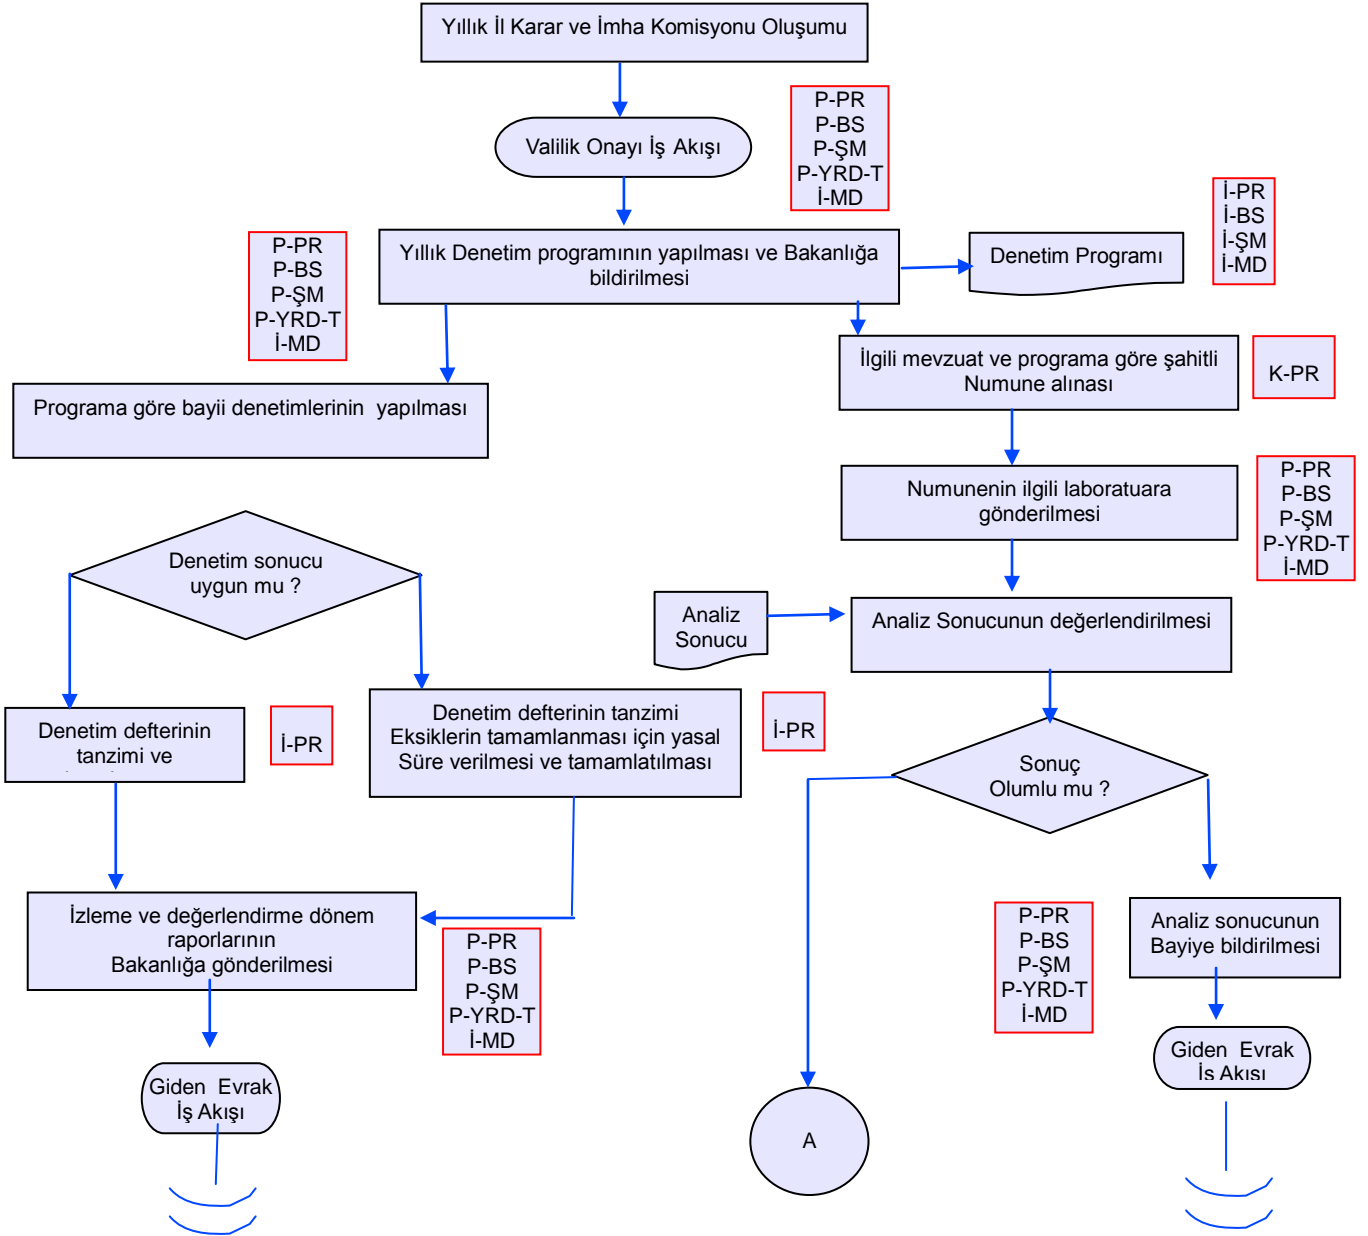 Yıllık İl Karar ve İmha Komisyonu Oluşumu
P-PR
P-BS
P-ŞM
P-YRD-T
İ-MD
Valilik Onayı İş Akışı
İ-PR
İ-BS
İ-ŞM
İ-MD
P-PR
P-BS
P-ŞM
P-YRD-T
İ-MD
Yıllık Denetim programının yapılması ve Bakanlığa
bildirilmesi
Denetim Programı
İlgili mevzuat ve programa göre şahitli
Numune alınası
K-PR
Programa göre bayii denetimlerinin yapılması
Numunenin ilgili laboratuara
gönderilmesi
P-PR
P-BS
P-ŞM
P-YRD-T
İ-MD
Denetim sonucu
uygun mu ?
Analiz
Sonucu
Analiz Sonucunun değerlendirilmesi
Denetim defterinin
tanzimi ve
İ-PR
Denetim defterinin tanzimi
Eksiklerin tamamlanması için yasal
Süre verilmesi ve tamamlatılması
İ-PR
Sonuç
Olumlu mu ?
İzleme ve değerlendirme dönem
raporlarının
Bakanlığa gönderilmesi
P-PR
P-BS
P-ŞM
P-YRD-T
İ-MD
P-PR
P-BS
P-ŞM
P-YRD-T
İ-MD
Analiz sonucunun
Bayiye bildirilmesi
Giden Evrak
İş Akışı
A
Giden Evrak
İş Akışı